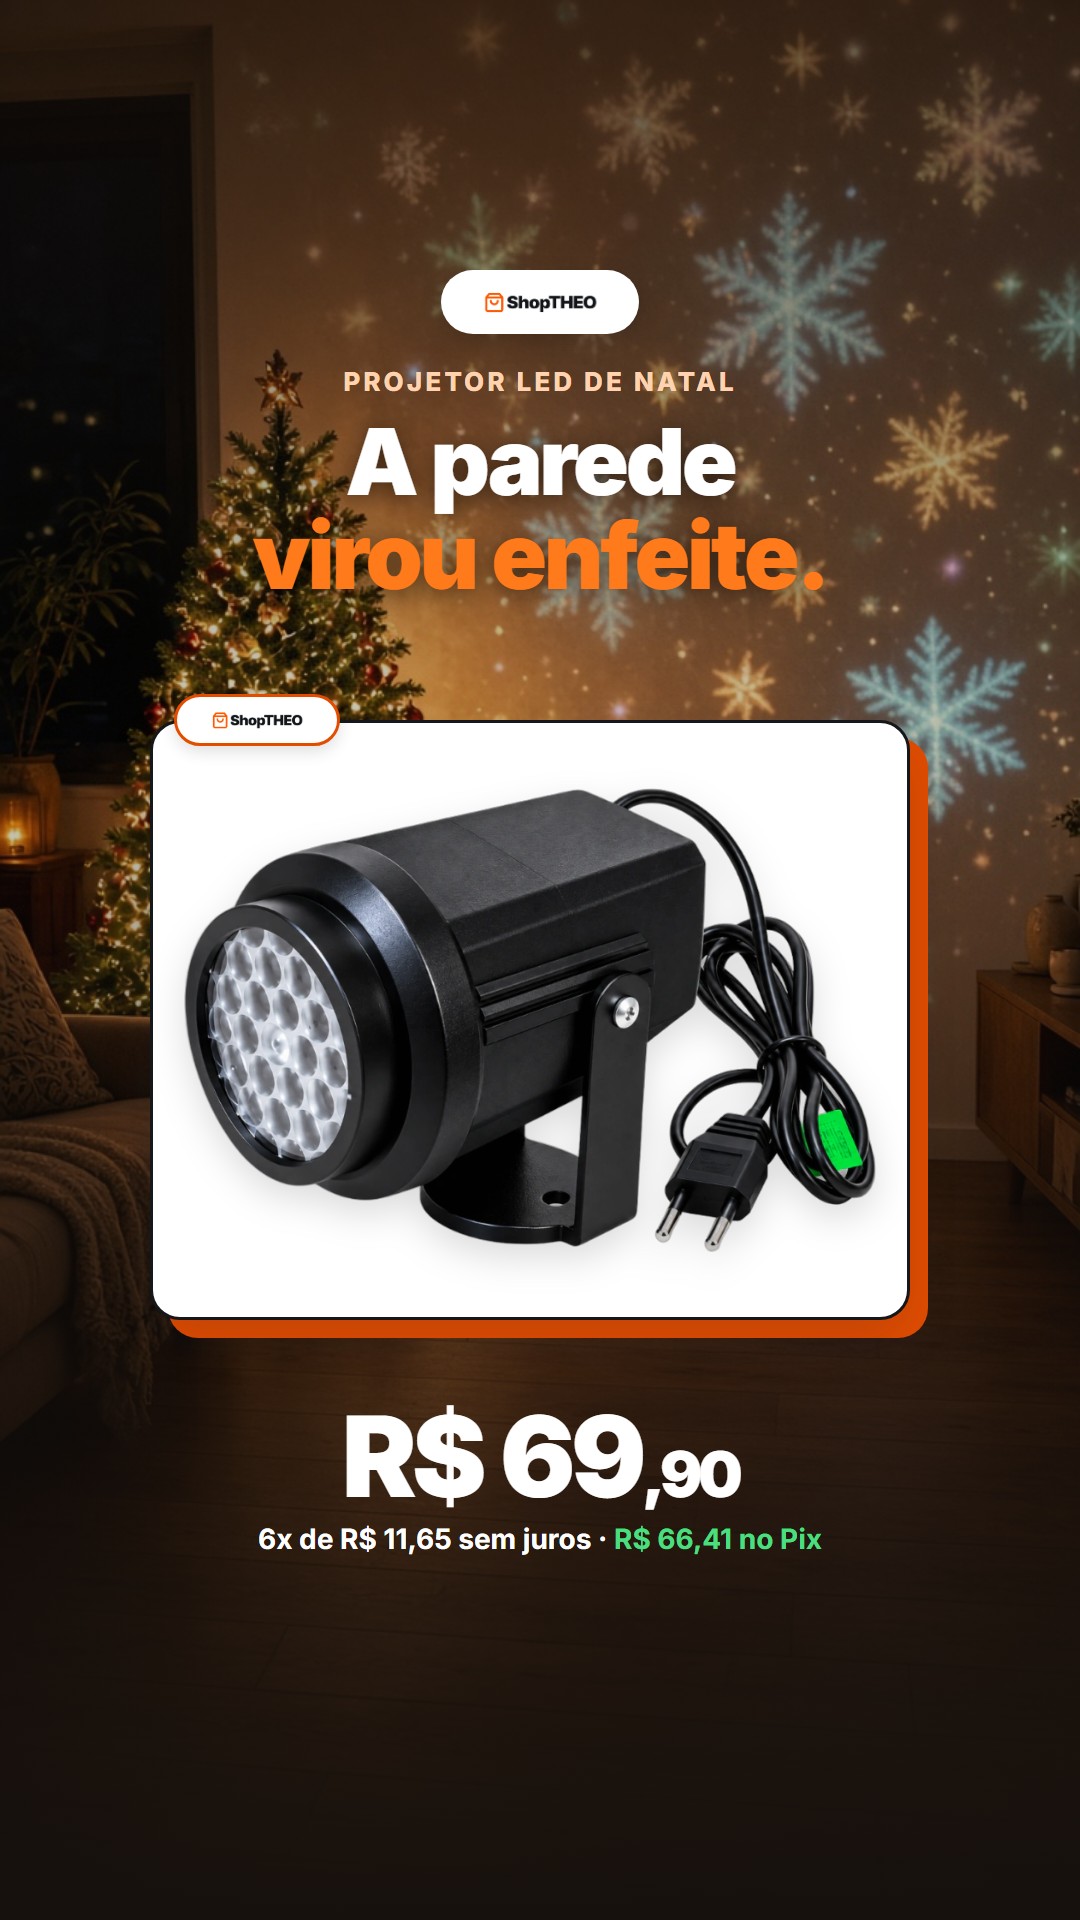 ShopTHEO
PROJETOR LED DE NATAL
A parede
virou enfeite.
ShopTHEO
R$ 69,90
6x de R$ 11,65 sem juros · R$ 66,41 no Pix